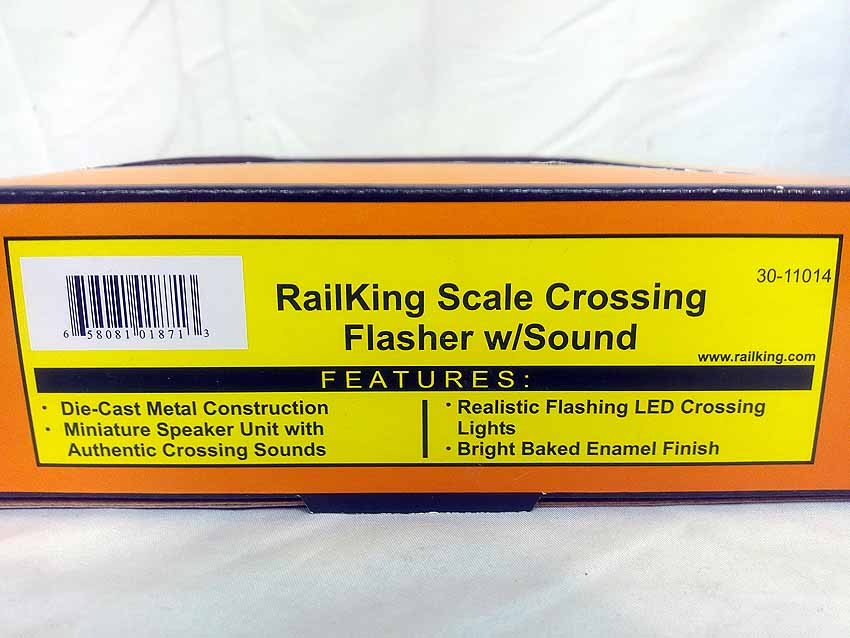 30-11014
RailKing Scale Crossing
Flasher w/Sound
6 58081 01871 3
www.railking.com
FEATURES:
· Die-Cast Metal Construction
· Miniature Speaker Unit with
Authentic Crossing Sounds
· Realistic Flashing LED Crossing
Lights
· Bright Baked Enamel Finish